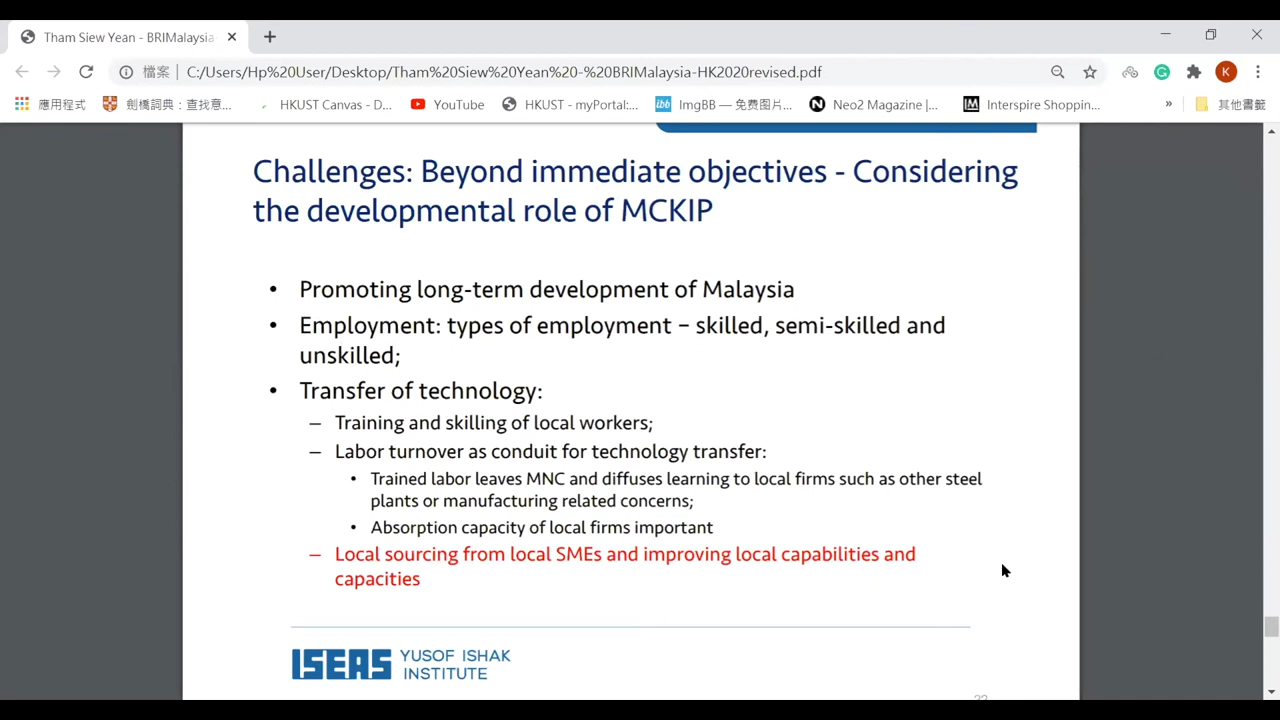 Tham Siew Yean - BRIMalaysia-
檔案 C:/Users/Hp%20User/Desktop/Tham%20Siew%20Yean%20-%20BRIMalaysia-HK2020revised.pdf
K
應用程式 劍橋詞典：查找意... HKUST Canvas - D... YouTube HKUST - myPortal:... ibb ImgBB — 免费图片... N Neo2 Magazine |... IM Interspire Shoppin... » 其他書籤
Challenges: Beyond immediate objectives - Considering
the developmental role of MCKIP
• Promoting long-term development of Malaysia
• Employment: types of employment – skilled, semi-skilled and
unskilled;
• Transfer of technology:
– Training and skilling of local workers;
– Labor turnover as conduit for technology transfer:
• Trained labor leaves MNC and diffuses learning to local firms such as other steel
plants or manufacturing related concerns;
• Absorption capacity of local firms important
– Local sourcing from local SMEs and improving local capabilities and
capacities
ISEAS YUSOF ISHAK
INSTITUTE